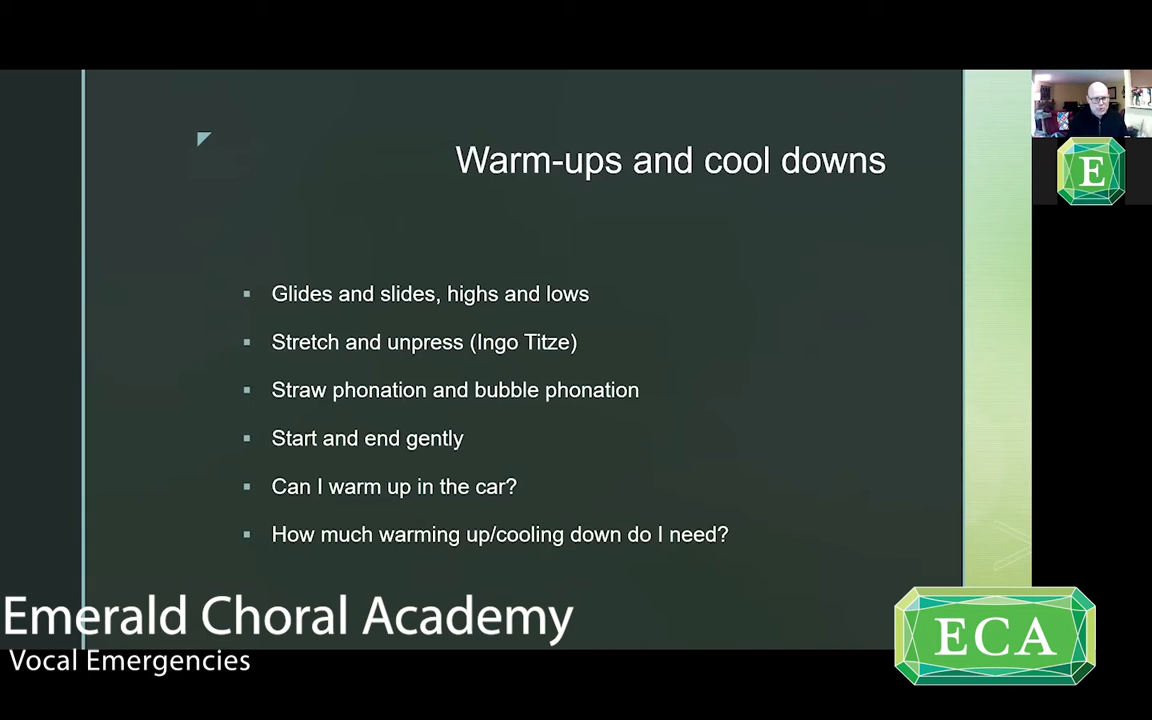 Warm-ups and cool downs
E
Glides and slides, highs and lows
Stretch and unpress (Ingo Titze)
Straw phonation and bubble phonation
Start and end gently
Can I warm up in the car?
How much warming up/cooling down do I need?
Emerald Choral Academy
Vocal Emergencies
ECA